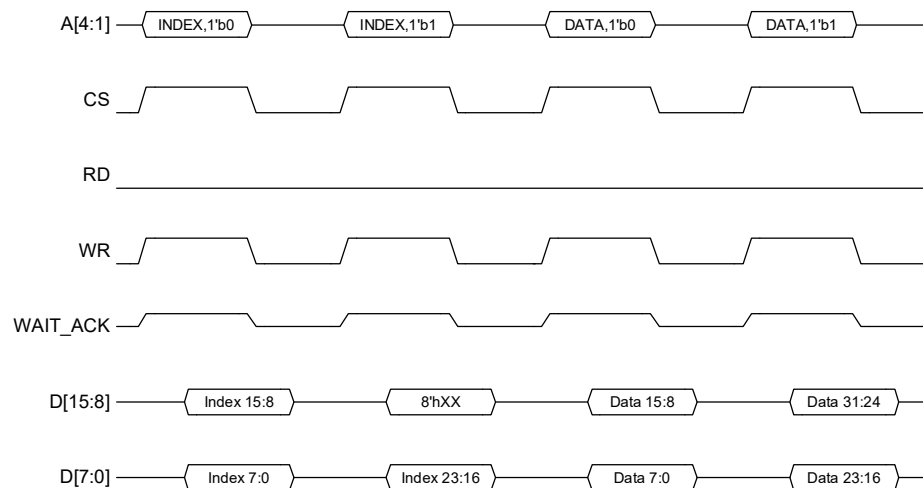 A[4:1] INDEX,1'b0 INDEX,1'b1 DATA,1'b0 DATA,1'b1
CS
RD
WR
WAIT_ACK
D[15:8] Index 15:8 8'hXX Data 15:8 Data 31:24
D[7:0] Index 7:0 Index 23:16 Data 7:0 Data 23:16